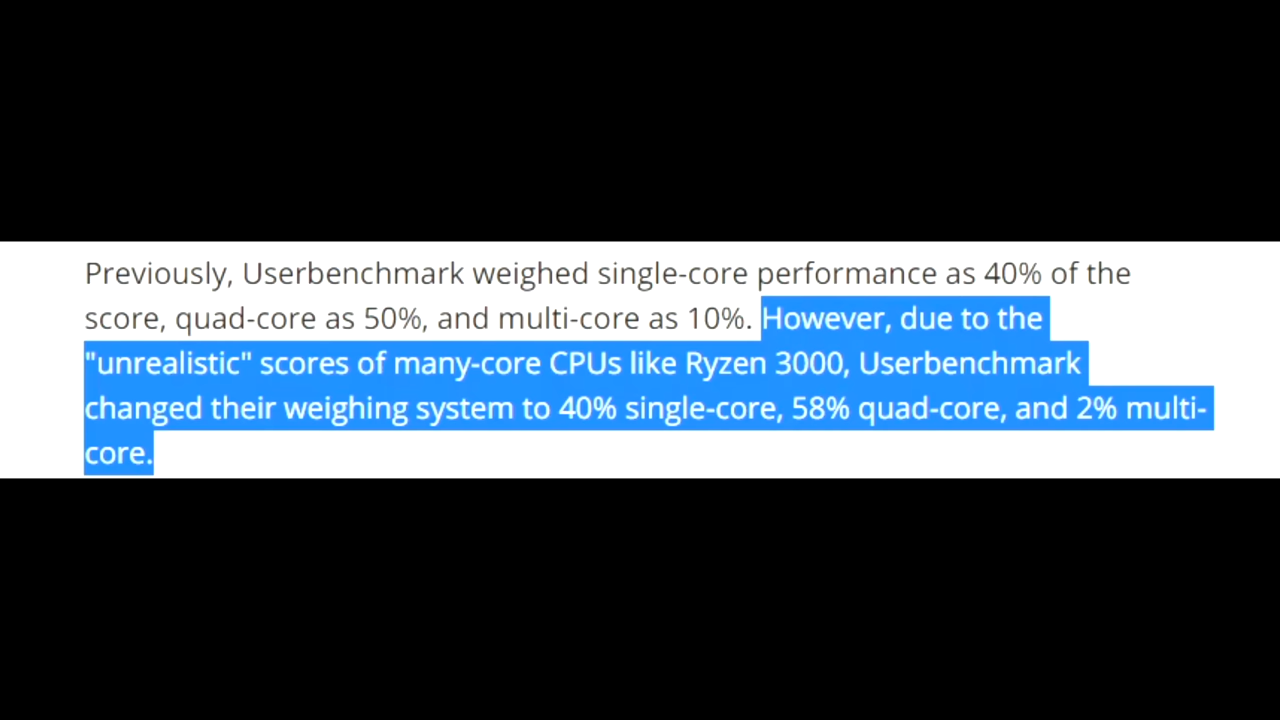 Previously, Userbenchmark weighed single-core performance as 40% of the
score, quad-core as 50%, and multi-core as 10%. However, due to the
"unrealistic" scores of many-core CPUs like Ryzen 3000, Userbenchmark
changed their weighing system to 40% single-core, 58% quad-core, and 2% multi-
core.